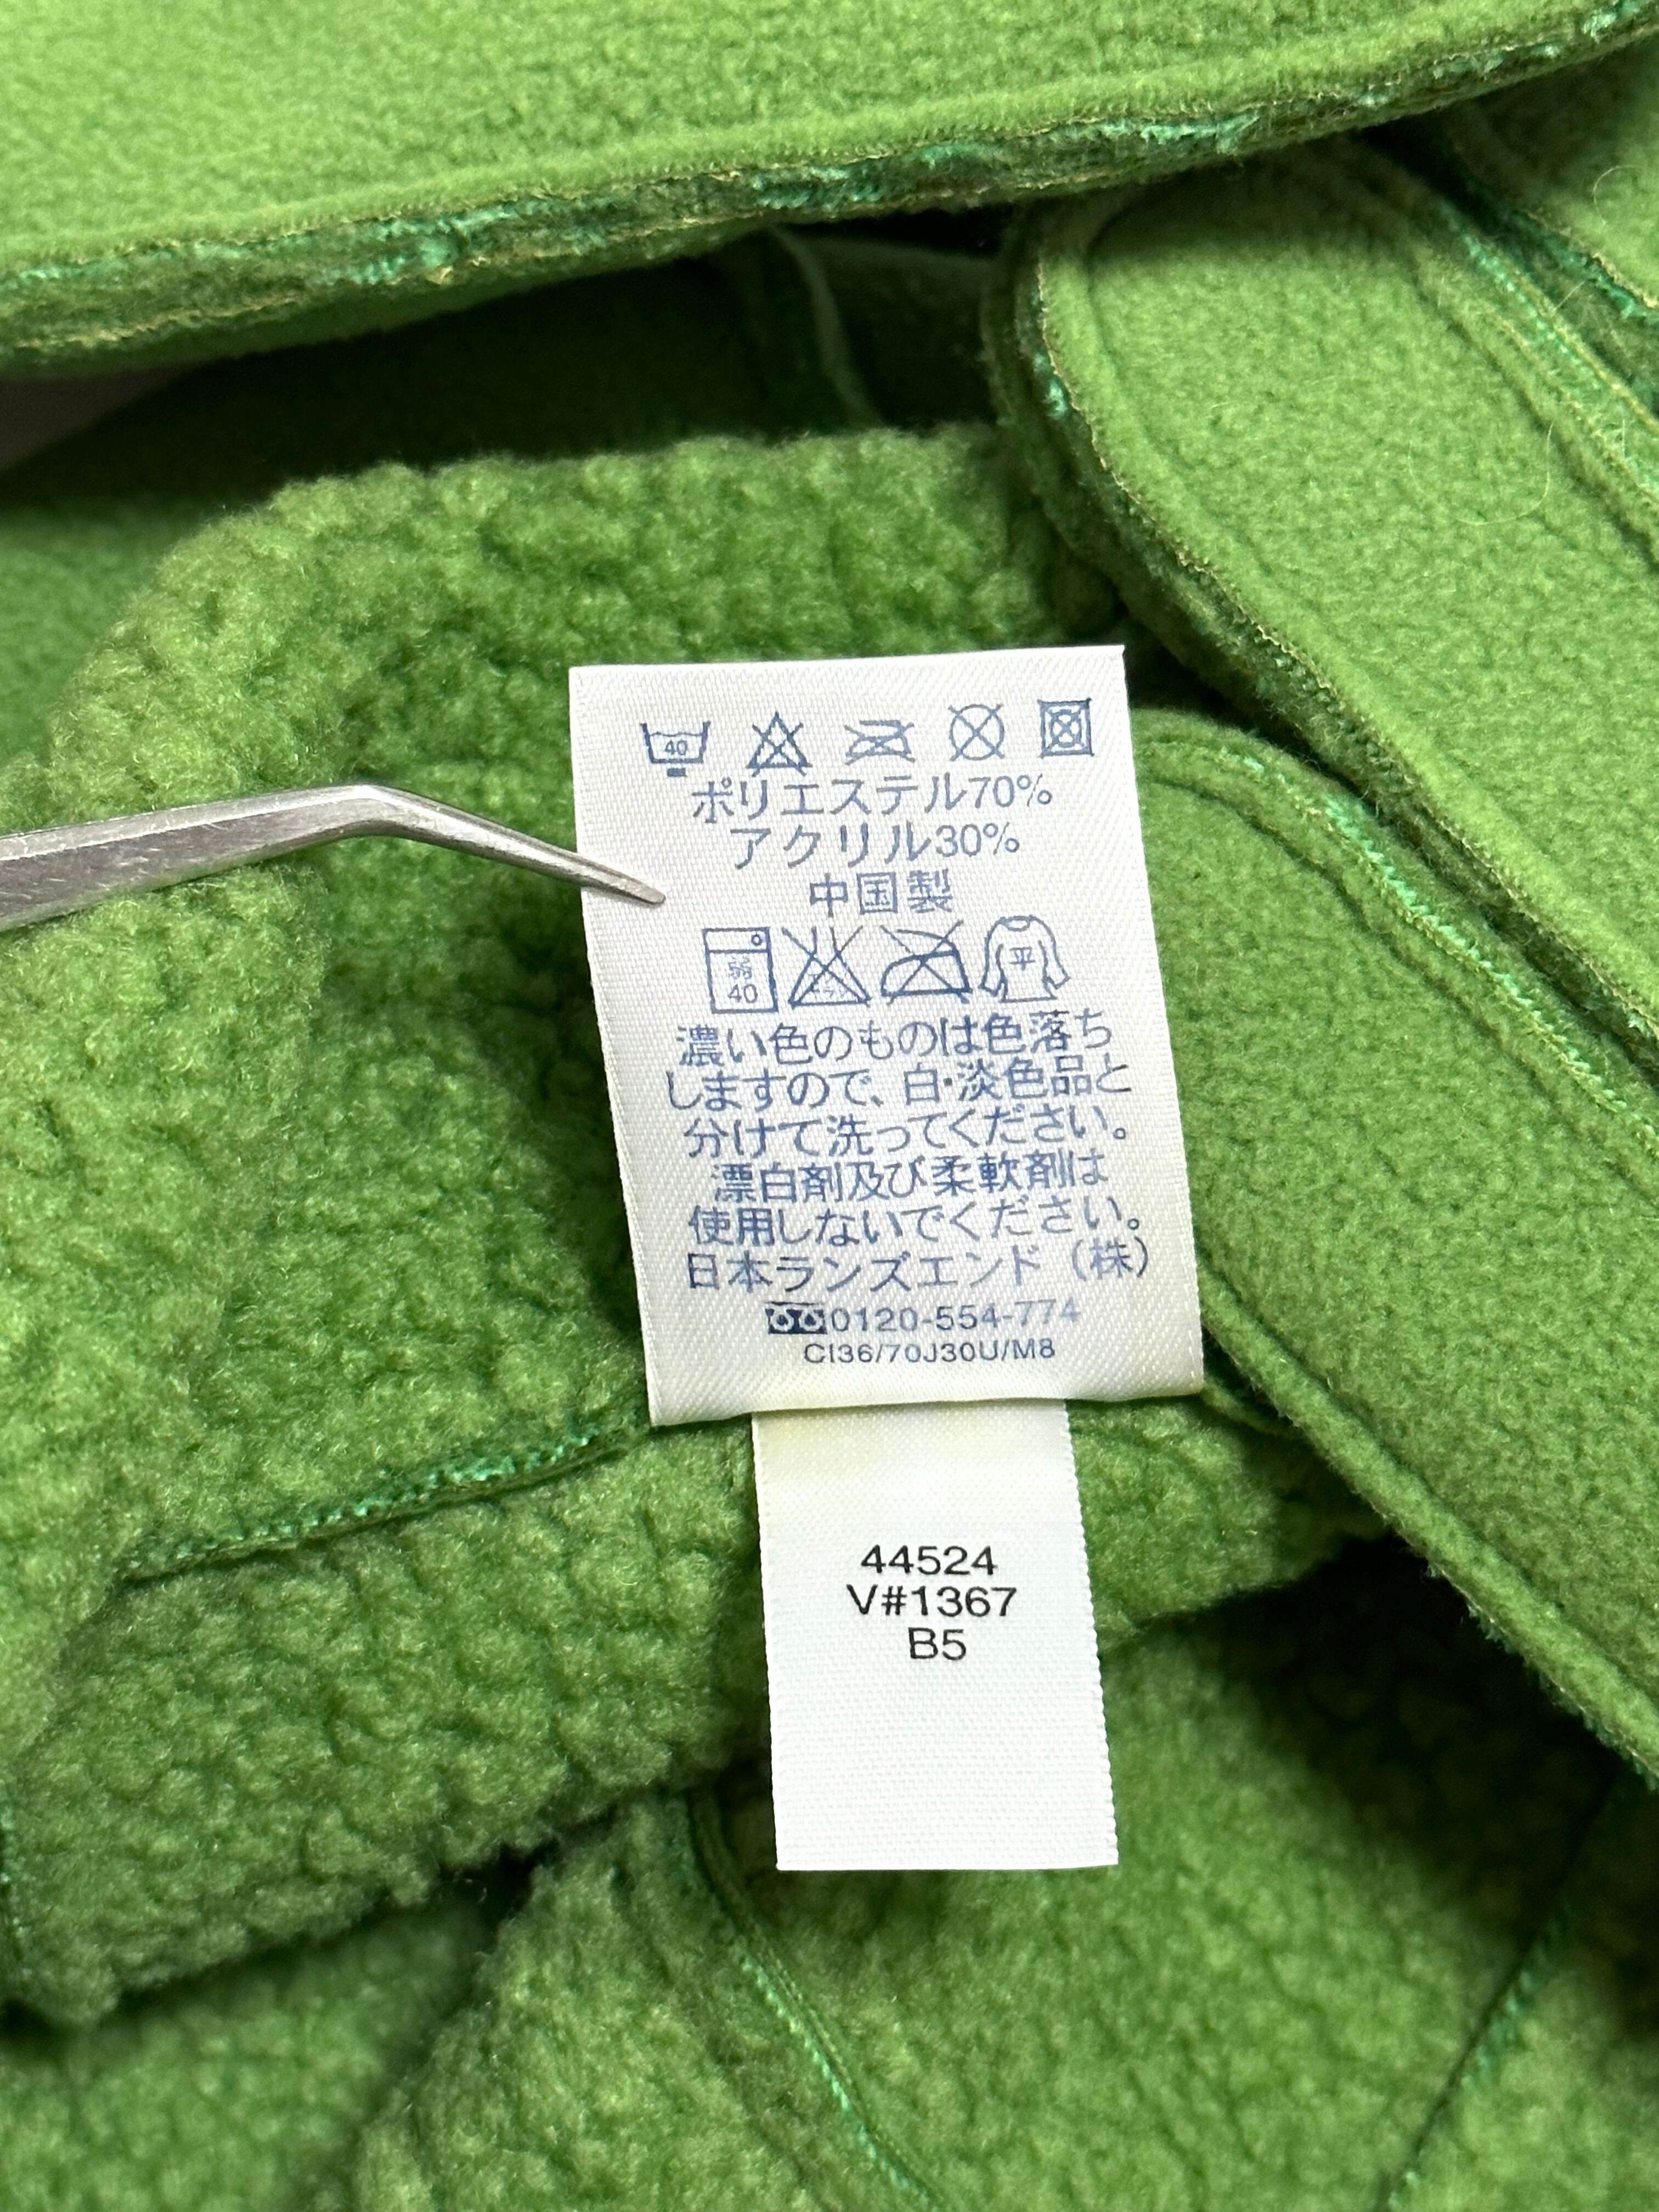 40
ポリエステル70%
アクリル30%
中国製
弱
40
平
濃い色のものは色落ち
しますので、白・淡色品と
分けて洗ってください。
漂白剤及び柔軟剤は
使用しないでください。
日本ランズエンド（株）
0120-554-774
CI36/70J30U/M8
44524
V#1367
B5